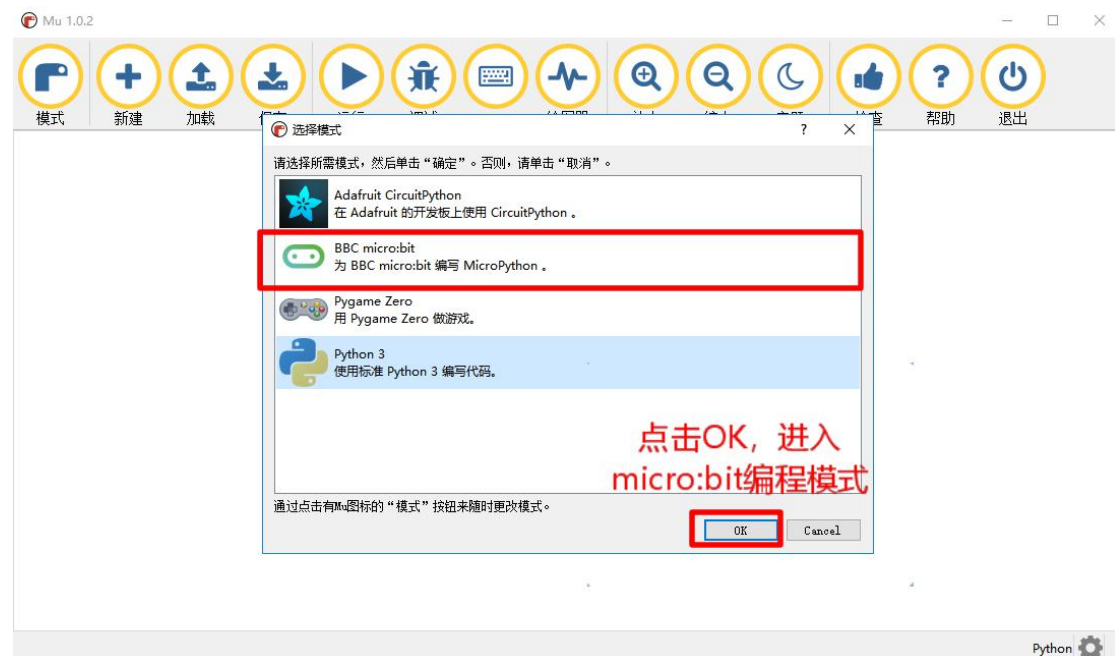 Mu 1.0.2
模式 新建 加载 帮助 退出
选择模式
请选择所需模式，然后单击“确定”。否则，请单击“取消”。
Adafruit CircuitPython
在 Adafruit 的开发板上使用 CircuitPython 。
BBC micro:bit
为 BBC micro:bit 编写 MicroPython 。
Pygame Zero
用 Pygame Zero 做游戏。
Python 3
使用标准 Python 3 编写代码。
点击OK，进入
micro:bit编程模式
通过点击有Mu图标的“模式”按钮来随时更改模式。
OK Cancel
Python